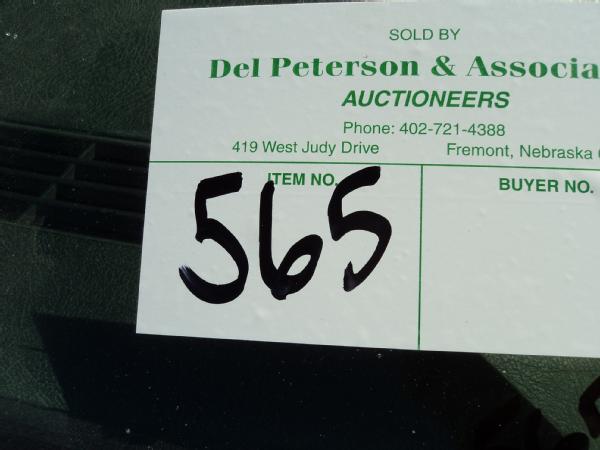 SOLD BY
Del Peterson & Associa
AUCTIONEERS
Phone: 402-721-4388
419 West Judy Drive Fremont, Nebraska
ITEM NO. BUYER NO.
565